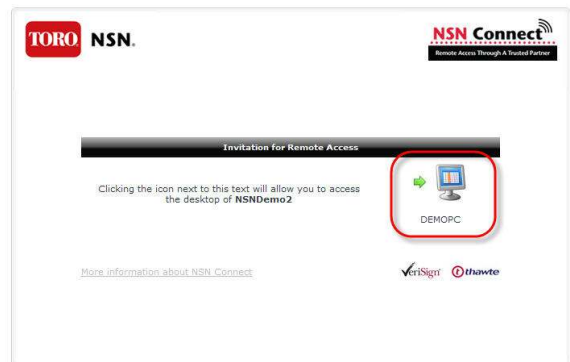 TORO NSN.
NSN Connect
Remote Access Through A Trusted Partner
Invitation for Remote Access
Clicking the icon next to this text will allow you to access
the desktop of NSNDemo2
DEMOPC
More information about NSN Connect
VeriSign thawte